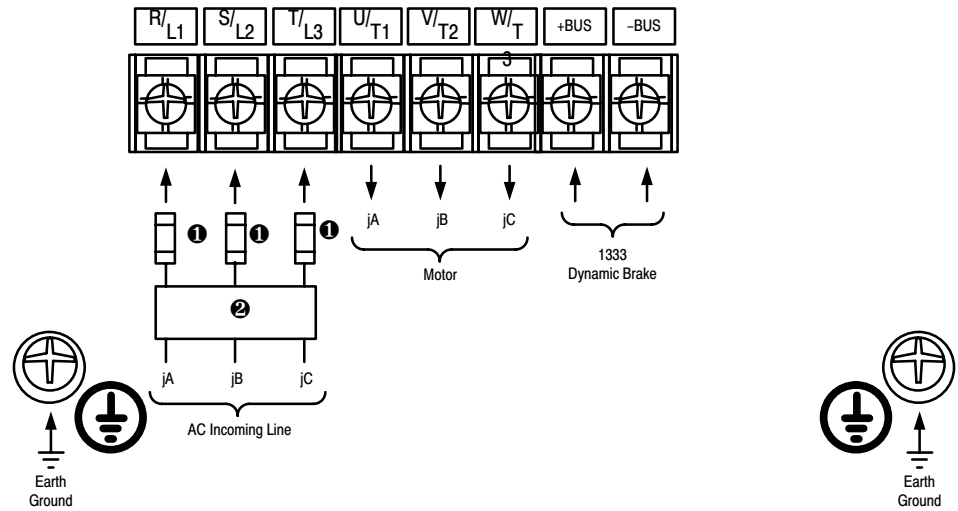 R/L1 S/L2 T/L3 U/T1 V/T2 W/T3 +BUS –BUS
❶ ❶ ❶
jA jB jC
1333
Dynamic Brake
Motor
❷
jA jB jC
AC Incoming Line
Earth
Ground
Earth
Ground